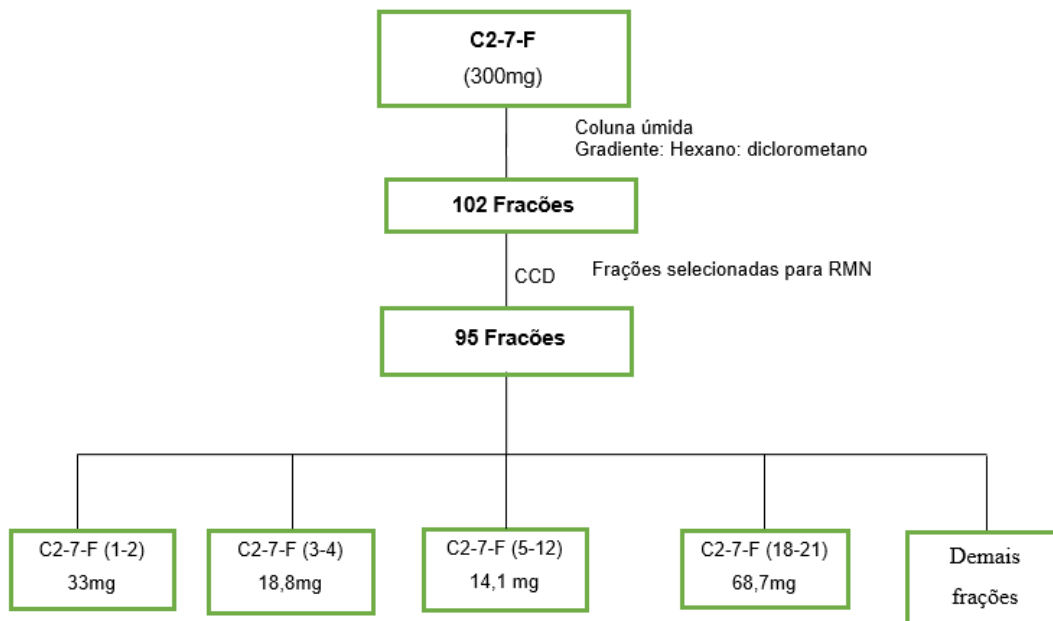 C2-7-F
(300mg)
Coluna úmida
Gradiente: Hexano: diclorometano
102 Fracões
CCD
Frações selecionadas para RMN
95 Fracões
C2-7-F (1-2)
33mg
C2-7-F (3-4)
18,8mg
C2-7-F (5-12)
14,1 mg
C2-7-F (18-21)
68,7mg
Demais
frações